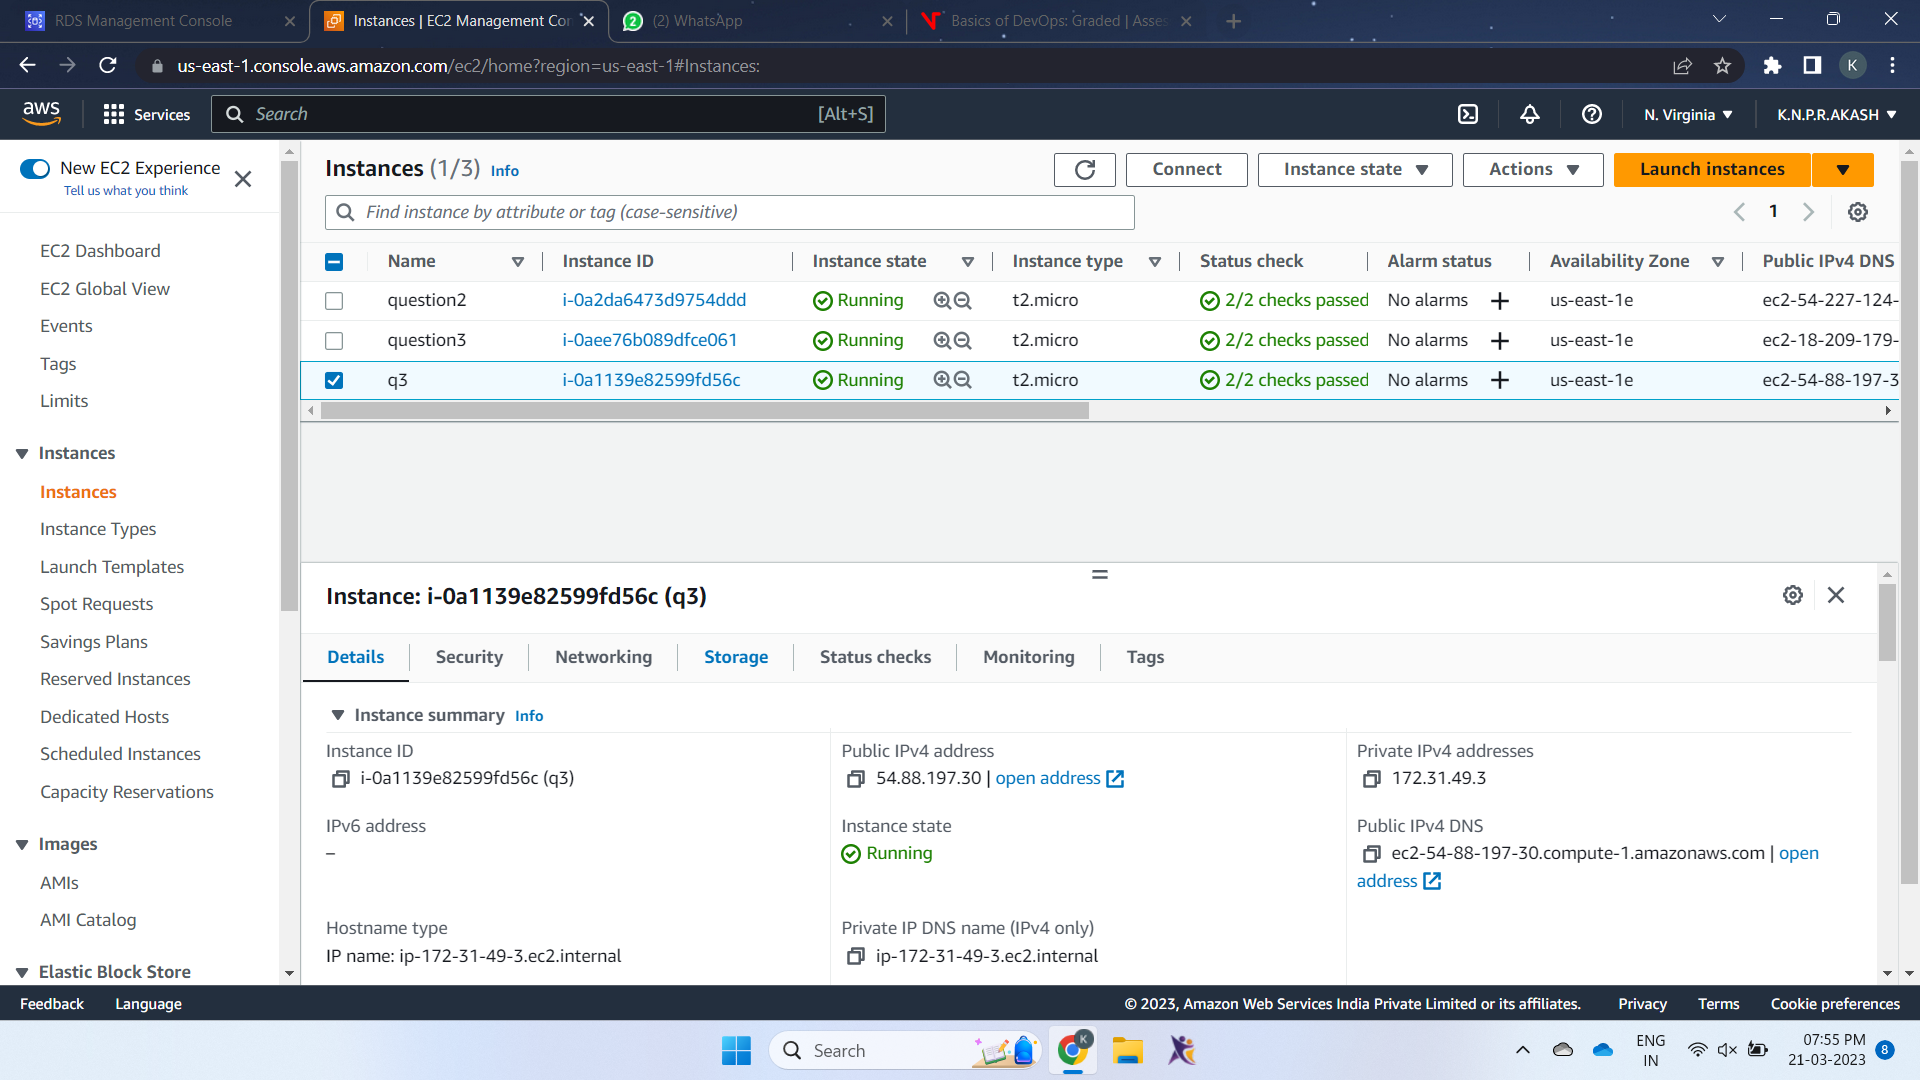 RDS Management Console
Instances | EC2 Management Con
(2) WhatsApp
Basics of DevOps: Graded | Asses
us-east-1.console.aws.amazon.com/ec2/home?region=us-east-1#Instances:
K
aws
Services
Search
[Alt+S]
N. Virginia
K.N.P.R.AKASH
New EC2 Experience
Tell us what you think
EC2 Dashboard
EC2 Global View
Events
Tags
Limits
Instances
Instances
Instance Types
Launch Templates
Spot Requests
Savings Plans
Reserved Instances
Dedicated Hosts
Scheduled Instances
Capacity Reservations
Images
AMIs
AMI Catalog
Elastic Block Store
Instances (1/3) Info
Connect
Instance state
Actions
Launch instances
Find instance by attribute or tag (case-sensitive)
1
Name Instance ID Instance state Instance type Status check Alarm status Availability Zone Public IPv4 DNS
question2 i-0a2da6473d9754ddd Running t2.micro 2/2 checks passed No alarms + us-east-1e ec2-54-227-124-
question3 i-0aee76b089dfce061 Running t2.micro 2/2 checks passed No alarms + us-east-1e ec2-18-209-179-
q3 i-0a1139e82599fd56c Running t2.micro 2/2 checks passed No alarms + us-east-1e ec2-54-88-197-3
Instance: i-0a1139e82599fd56c (q3)
Details Security Networking Storage Status checks Monitoring Tags
Instance summary Info
Instance ID
i-0a1139e82599fd56c (q3)
Public IPv4 address
54.88.197.30 | open address
Private IPv4 addresses
172.31.49.3
IPv6 address
–
Instance state
Running
Public IPv4 DNS
ec2-54-88-197-30.compute-1.amazonaws.com | open
address
Hostname type
IP name: ip-172-31-49-3.ec2.internal
Private IP DNS name (IPv4 only)
ip-172-31-49-3.ec2.internal
Feedback Language
© 2023, Amazon Web Services India Private Limited or its affiliates. Privacy Terms Cookie preferences
Search
K
ENG
IN
07:55 PM
21-03-2023
8